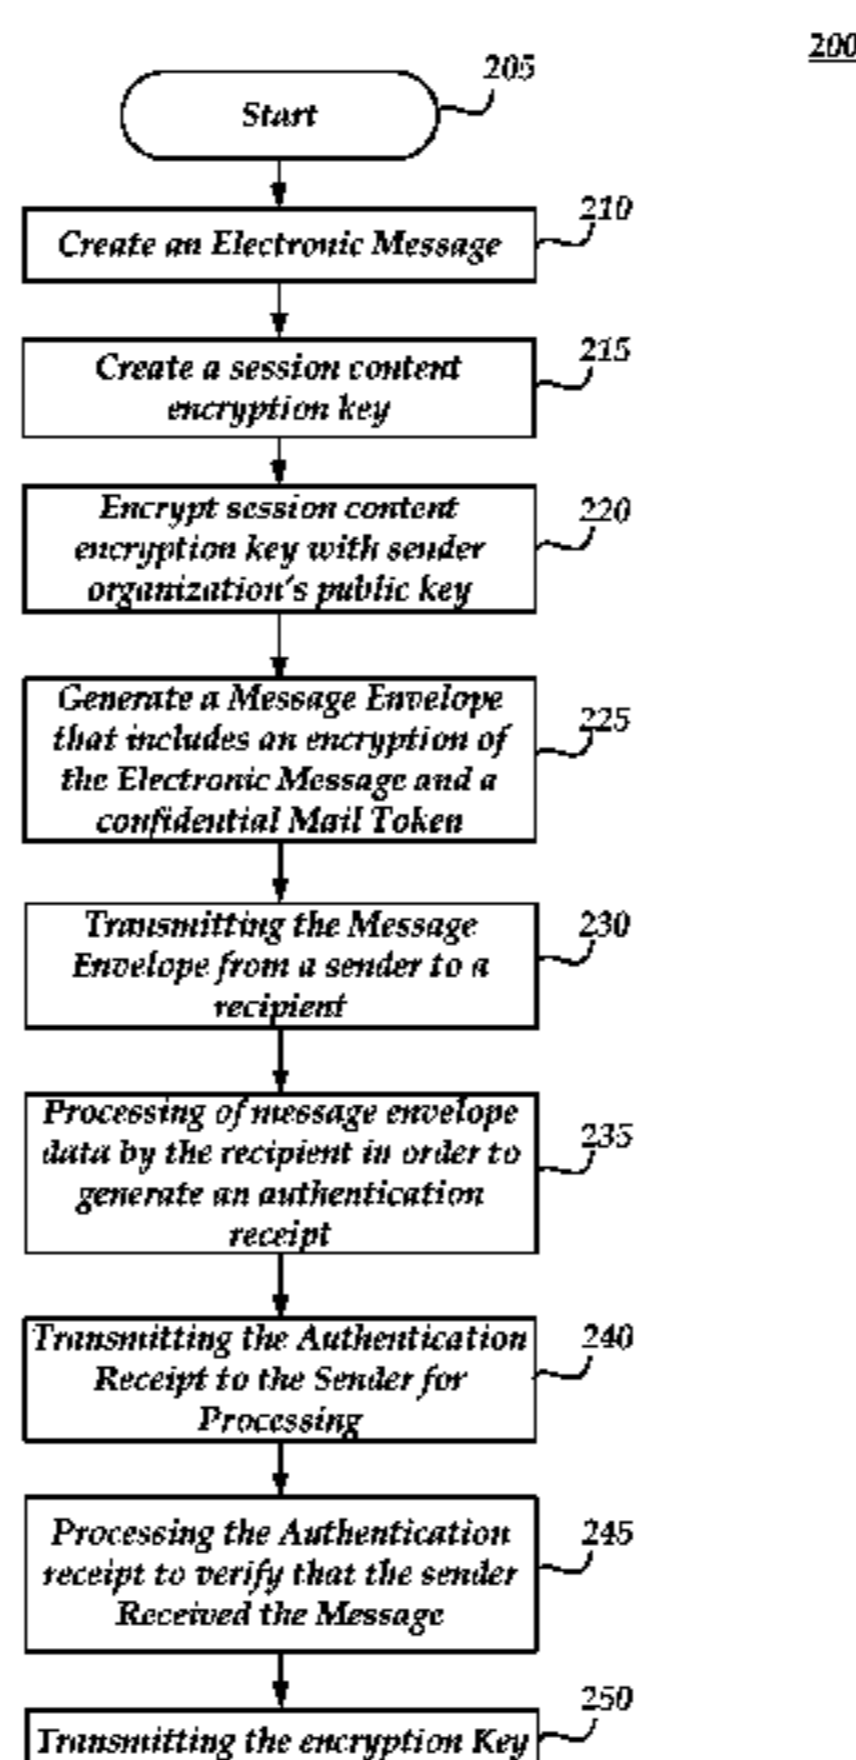 200
205
Start
210
Create an Electronic Message
215
Create a session content
encryption key
220
Encrypt session content
encryption key with sender
organization's public key
225
Generate a Message Envelope
that includes an encryption of
the Electronic Message and a
confidential Mail Token
230
Transmitting the Message
Envelope from a sender to a
recipient
235
Processing of message envelope
data by the recipient in order to
generate an authentication
receipt
240
Transmitting the Authentication
Receipt to the Sender for
Processing
245
Processing the Authentication
receipt to verify that the sender
Received the Message
250
Transmitting the encryption Key